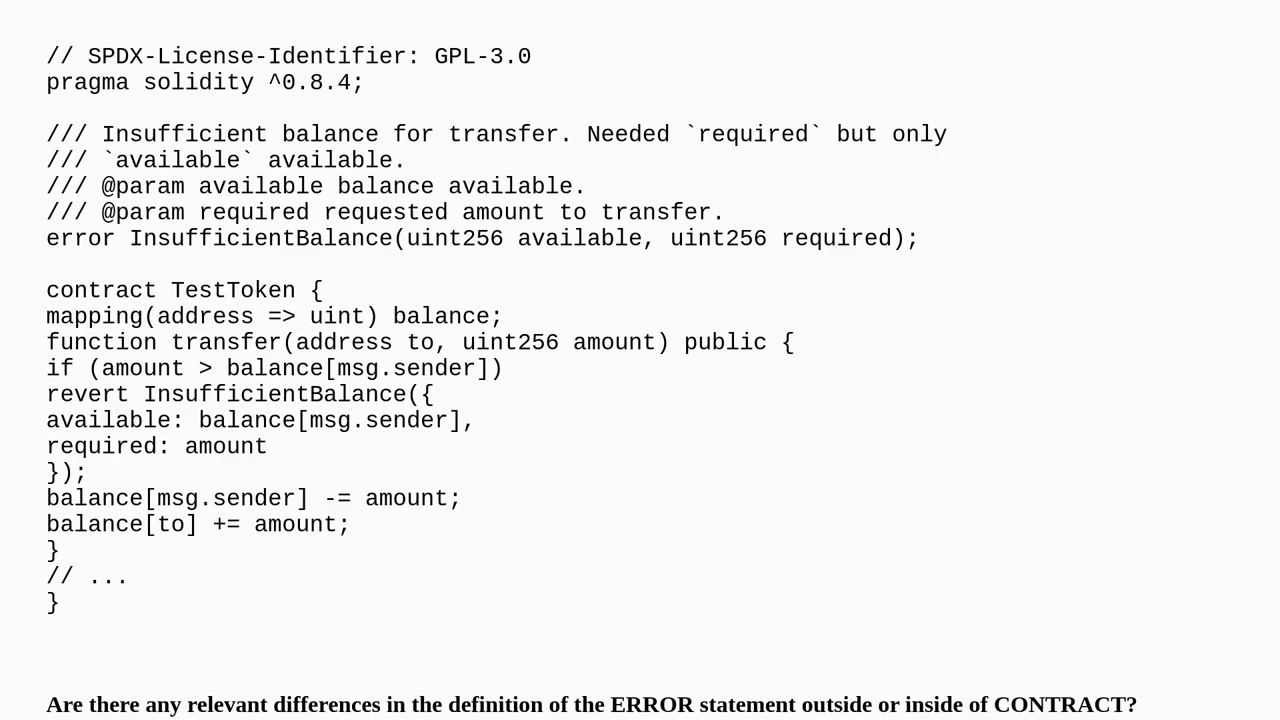 // SPDX-License-Identifier: GPL-3.0
pragma solidity ^0.8.4;
/// Insufficient balance for transfer. Needed `required` but only
/// `available` available.
/// @param available balance available.
/// @param required requested amount to transfer.
error InsufficientBalance(uint256 available, uint256 required);
contract TestToken {
mapping(address => uint) balance;
function transfer(address to, uint256 amount) public {
if (amount > balance[msg.sender])
revert InsufficientBalance({
available: balance[msg.sender],
required: amount
});
balance[msg.sender] -= amount;
balance[to] += amount;
}
// ...
}
Are there any relevant differences in the definition of the ERROR statement outside or inside of CONTRACT?